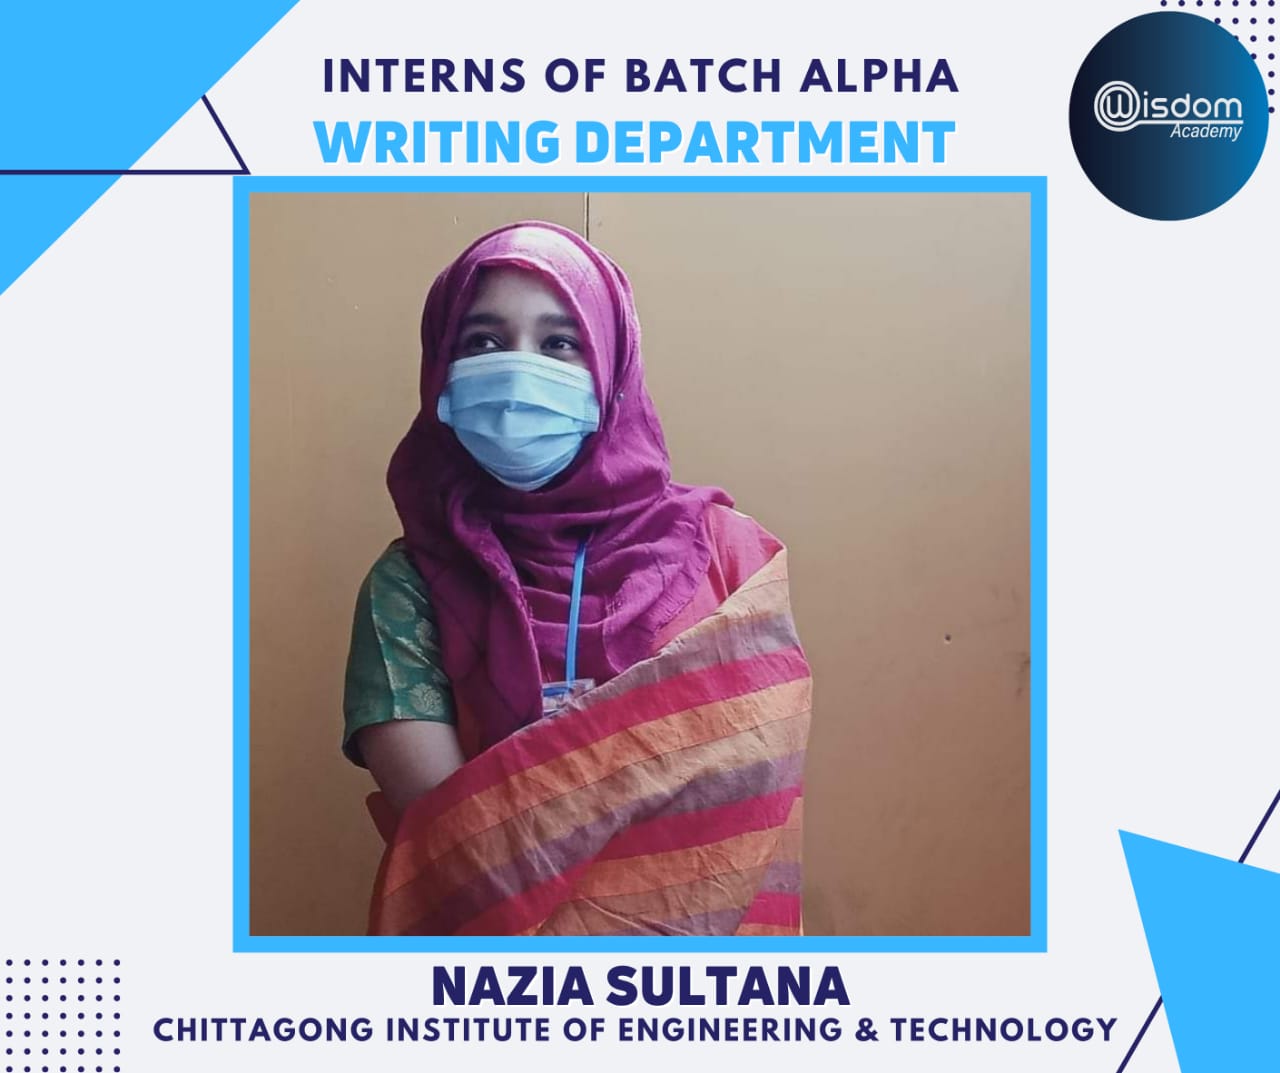 INTERNS OF BATCH ALPHA
WRITING DEPARTMENT
Wisdom
Academy
NAZIA SULTANA
CHITTAGONG INSTITUTE OF ENGINEERING & TECHNOLOGY